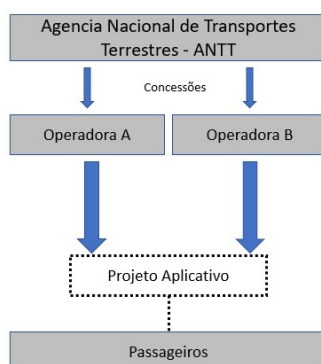 Agencia Nacional de Transportes
Terrestres - ANTT
Concessões
Operadora A
Operadora B
Projeto Aplicativo
Passageiros